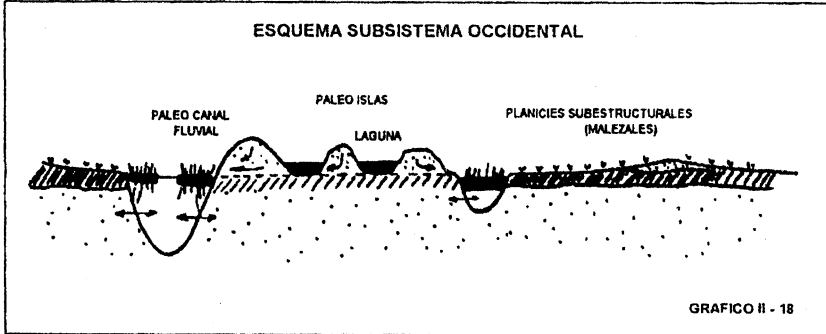 ESQUEMA SUBSISTEMA OCCIDENTAL
PALEO CANAL
FLUVIAL
PALEO ISLAS
LAGUNA
PLANICIES SUBESTRUCTURALES
(MALEZALES)
GRAFICO II - 18